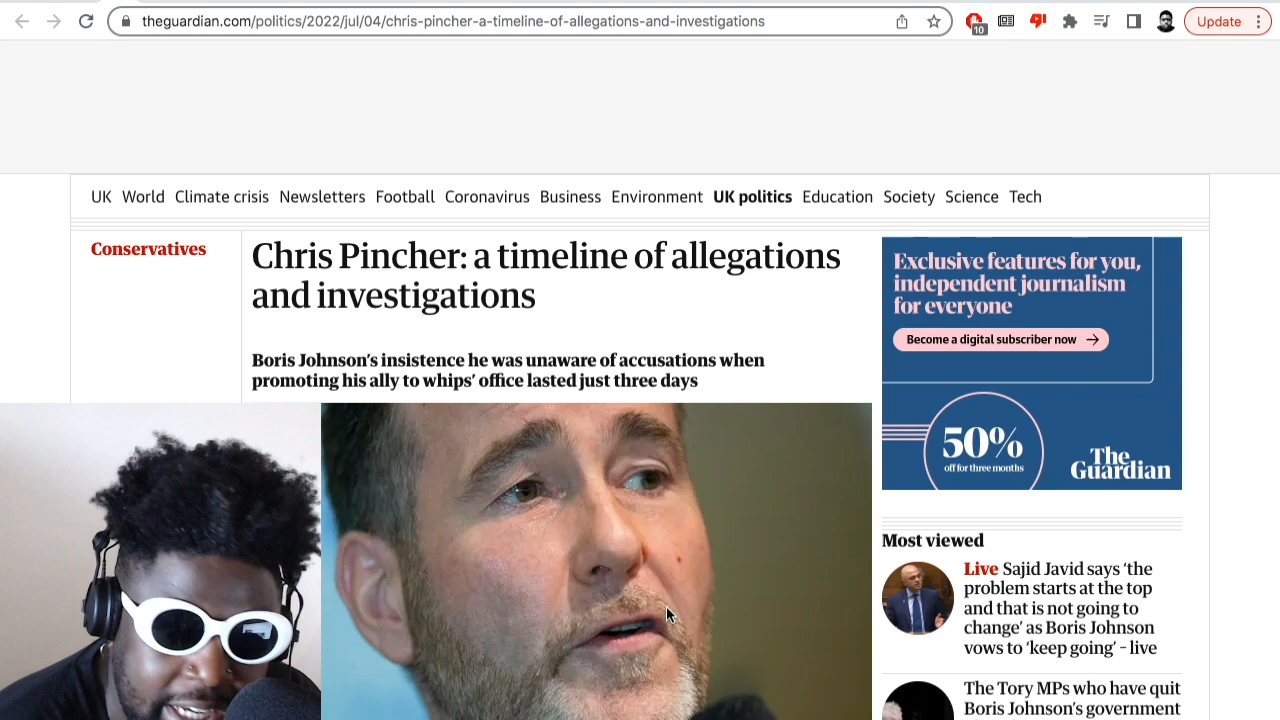 theguardian.com/politics/2022/jul/04/chris-pincher-a-timeline-of-allegations-and-investigations
10
Update
UK World Climate crisis Newsletters Football Coronavirus Business Environment UK politics Education Society Science Tech
Conservatives
Chris Pincher: a timeline of allegations
and investigations
Boris Johnson's insistence he was unaware of accusations when
promoting his ally to whips' office lasted just three days
Exclusive features for you,
independent journalism
for everyone
Become a digital subscriber now
50%
off for three months
The
Guardian
Most viewed
Live Sajid Javid says ‘the
problem starts at the top
and that is not going to
change’ as Boris Johnson
vows to ‘keep going’ – live
The Tory MPs who have quit
Boris Johnson's government